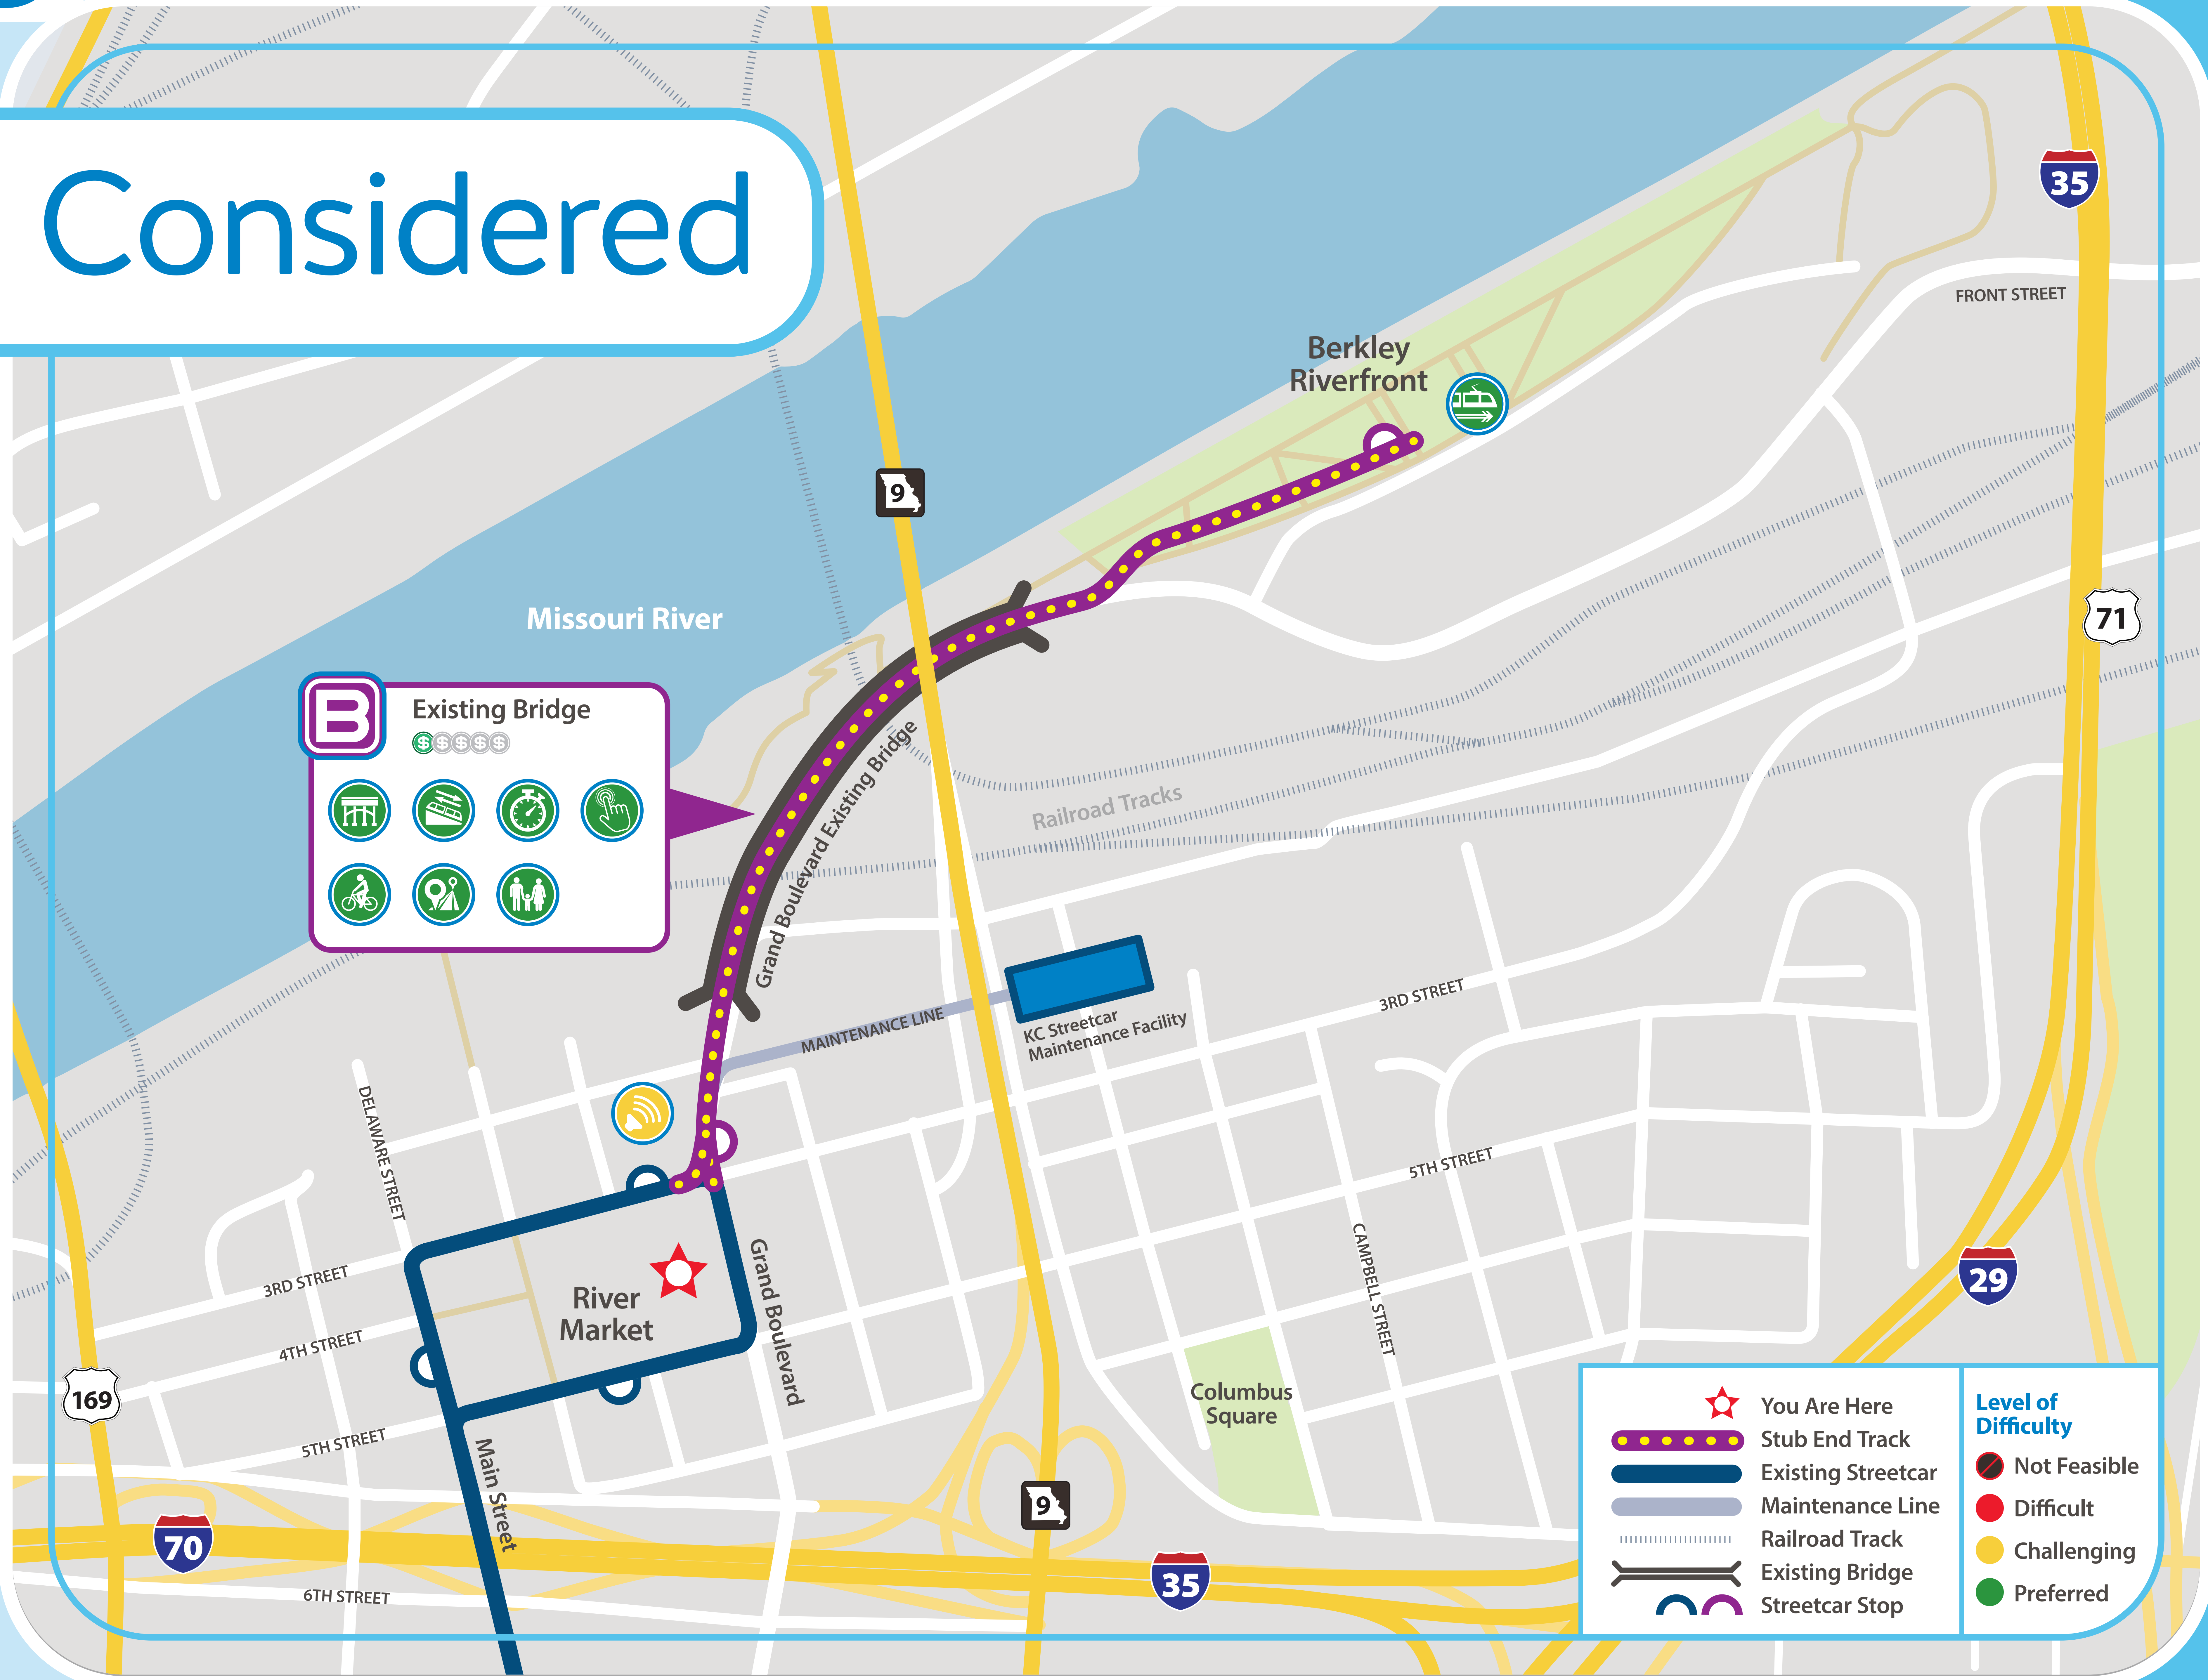 Considered
35
FRONT STREET
Berkley
Riverfront
9
Missouri River
71
B
Existing Bridge
$ $ $ $ $
Grand Boulevard Existing Bridge
Railroad Tracks
MAINTENANCE LINE
KC Streetcar
Maintenance Facility
3RD STREET
DELAWARE STREET
5TH STREET
CAMPBELL STREET
29
3RD STREET
River
Market
Grand Boulevard
4TH STREET
169
Columbus
Square
5TH STREET
Main Street
70
9
35
6TH STREET
You Are Here
Stub End Track
Existing Streetcar
Maintenance Line
Railroad Track
Existing Bridge
Streetcar Stop
Level of
Difficulty
Not Feasible
Difficult
Challenging
Preferred